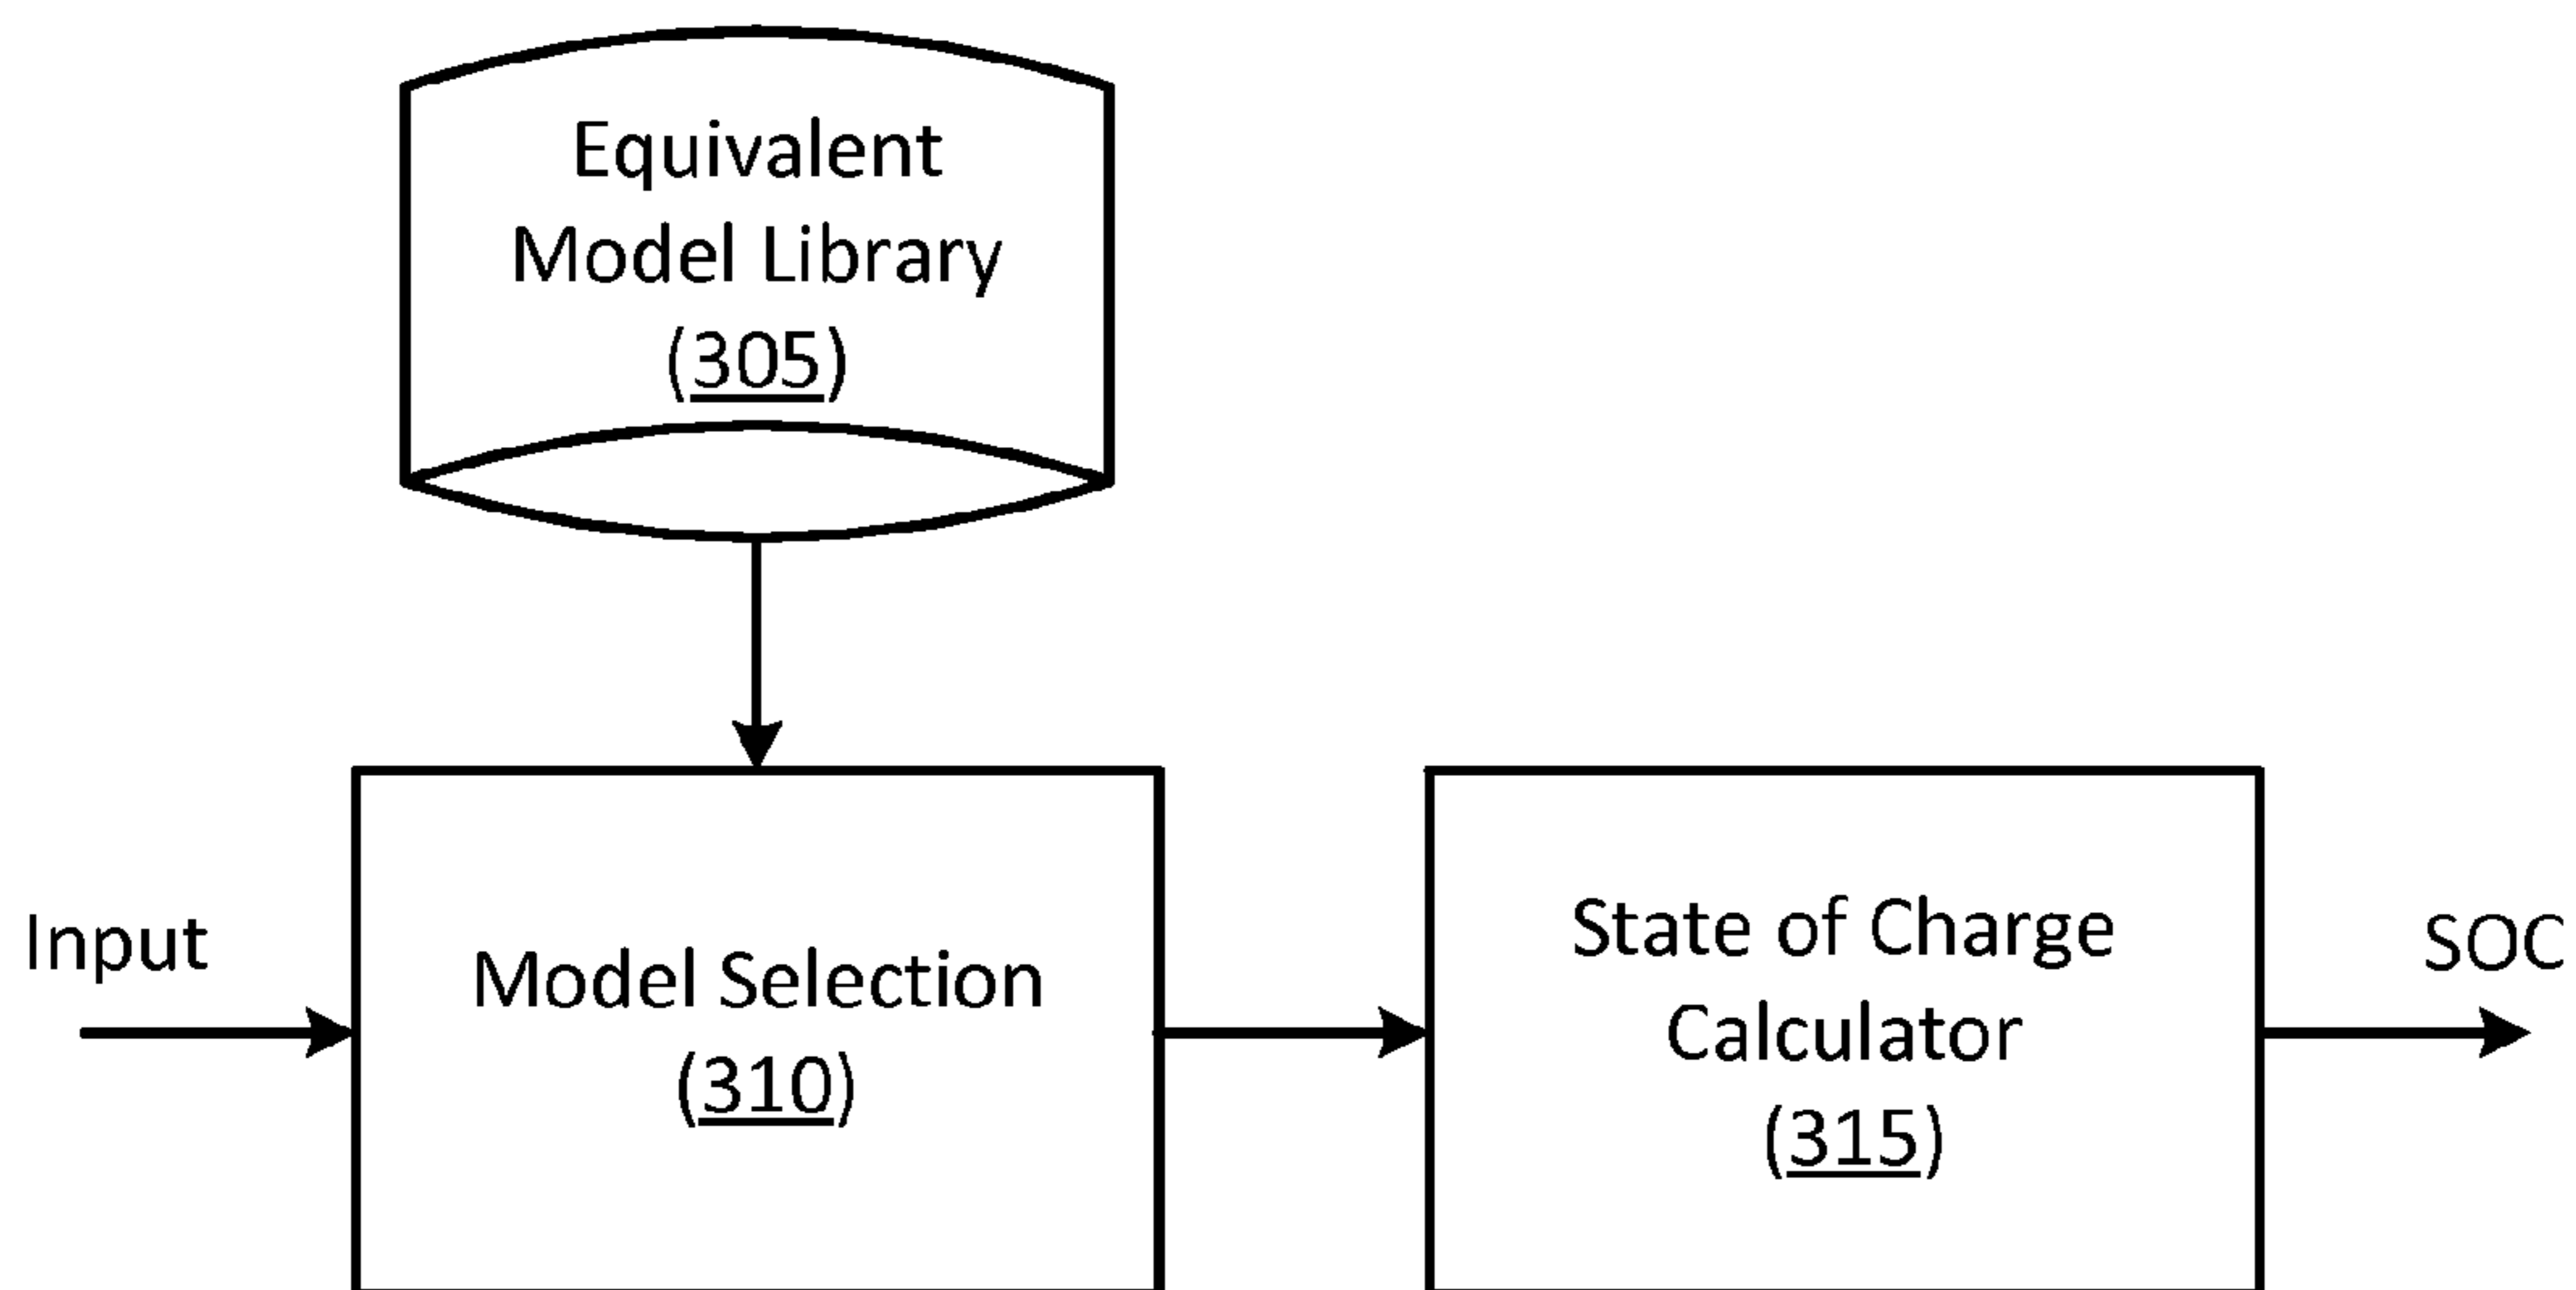 Equivalent
Model Library
(305)
Input
Model Selection
(310)
State of Charge
Calculator
(315)
SOC